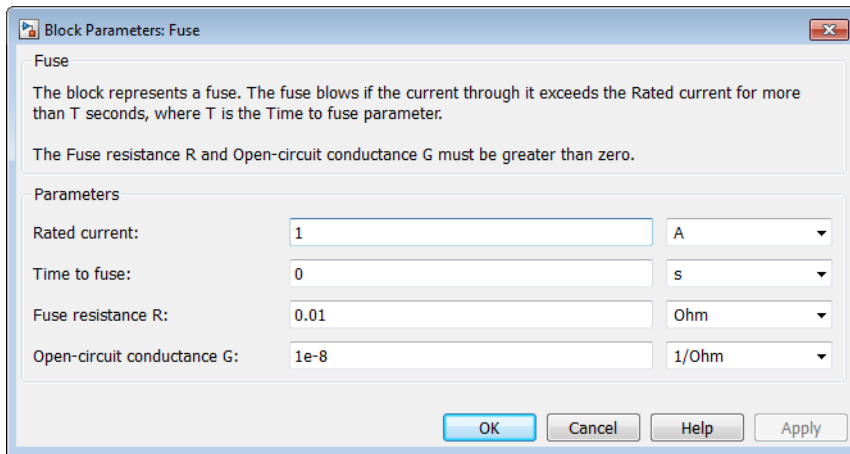 Block Parameters: Fuse
Fuse
The block represents a fuse. The fuse blows if the current through it exceeds the Rated current for more
than T seconds, where T is the Time to fuse parameter.
The Fuse resistance R and Open-circuit conductance G must be greater than zero.
Parameters
Rated current: 1 A
Time to fuse: 0 s
Fuse resistance R: 0.01 Ohm
Open-circuit conductance G: 1e-8 1/Ohm
OK Cancel Help Apply